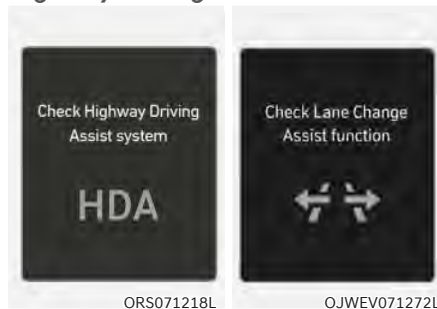 Check Highway Driving
Assist system
HDA
ORS071218L
Check Lane Change
Assist function
OJWEV071272L